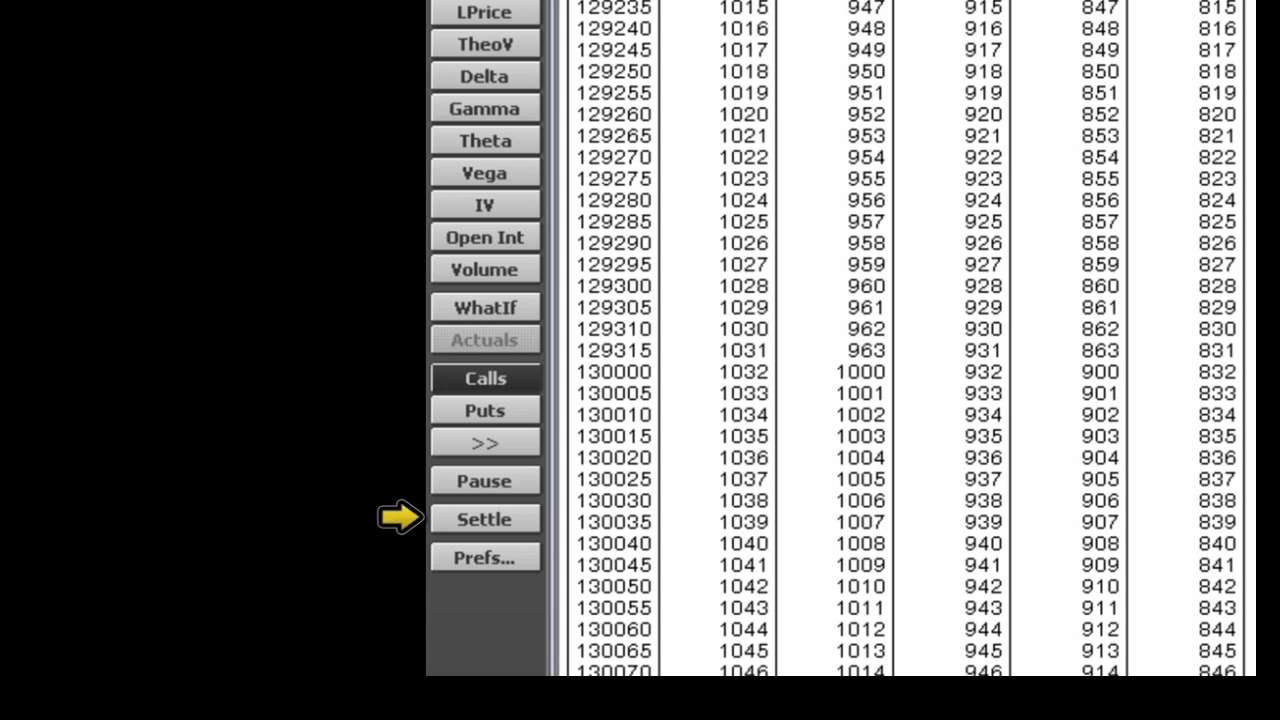 LPrice
TheoV
Delta
Gamma
Theta
Vega
IV
Open Int
Volume
WhatIf
Actuals
Calls
Puts
>>
Pause
Settle
Prefs...
129235 1015 947 915 847 815
129240 1016 948 916 848 816
129245 1017 949 917 849 817
129250 1018 950 918 850 818
129255 1019 951 919 851 819
129260 1020 952 920 852 820
129265 1021 953 921 853 821
129270 1022 954 922 854 822
129275 1023 955 923 855 823
129280 1024 956 924 856 824
129285 1025 957 925 857 825
129290 1026 958 926 858 826
129295 1027 959 927 859 827
129300 1028 960 928 860 828
129305 1029 961 929 861 829
129310 1030 962 930 862 830
129315 1031 963 931 863 831
130000 1032 1000 932 900 832
130005 1033 1001 933 901 833
130010 1034 1002 934 902 834
130015 1035 1003 935 903 835
130020 1036 1004 936 904 836
130025 1037 1005 937 905 837
130030 1038 1006 938 906 838
130035 1039 1007 939 907 839
130040 1040 1008 940 908 840
130045 1041 1009 941 909 841
130050 1042 1010 942 910 842
130055 1043 1011 943 911 843
130060 1044 1012 944 912 844
130065 1045 1013 945 913 845
130070 1046 1014 946 914 846